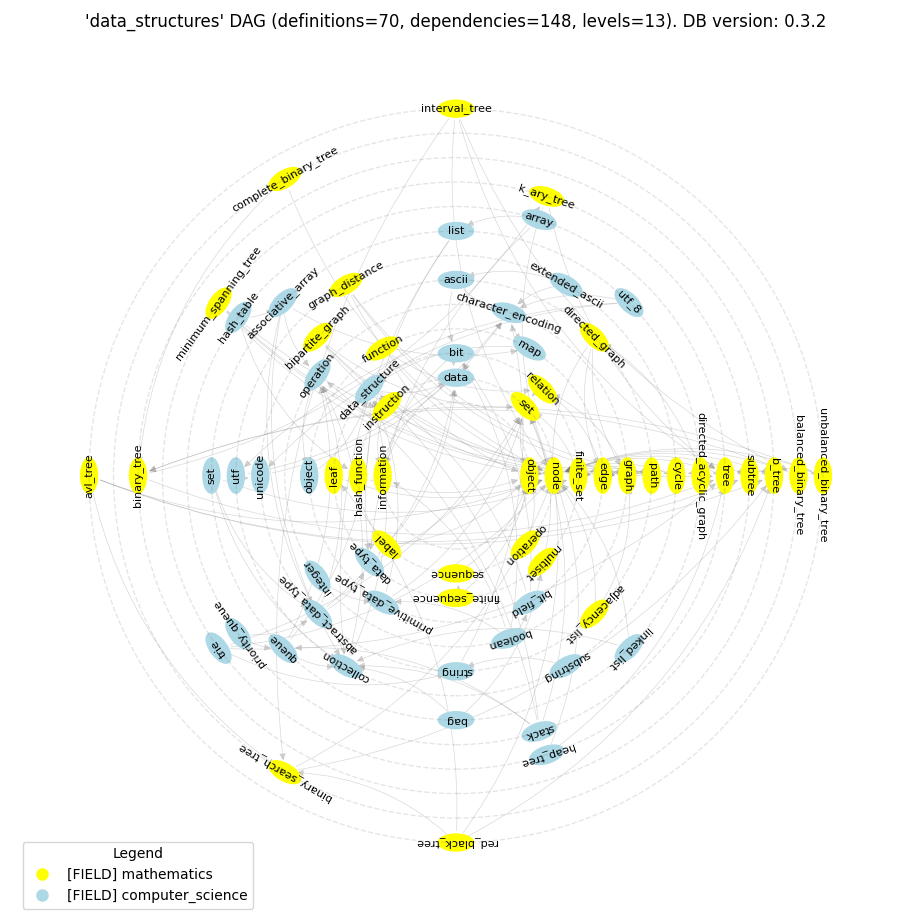 'data_structures' DAG (definitions=70, dependencies=148, levels=13). DB version: 0.3.2
interval_tree
complete_binary_tree
k_ary_tree
array
list
ascii
extended_ascii
utf_8
graph_distance
associative_array
minimum_spanning_tree
hash_table
character_encoding
directed_graph
bipartite_graph
function
bit
map
operation
data_structure
data
relation
instruction
set
avl_tree
binary_tree
set
utf
unicode
object
leaf
hash_function
information
object
node
finite_set
edge
graph
path
cycle
directed_acyclic_graph
tree
subtree
b_tree
balanced_binary_tree
unbalanced_binary_tree
label
operation
data_type
multiset
sequence
integer
finite_sequence
primitive_data_type
bit_field
abstract_data_type
adjacency_list
boolean
priority_queue
trie
queue
collection
string
substring
linked_list
bag
stack
heap_tree
binary_search_tree
red_black_tree
Legend
[FIELD] mathematics
[FIELD] computer_science